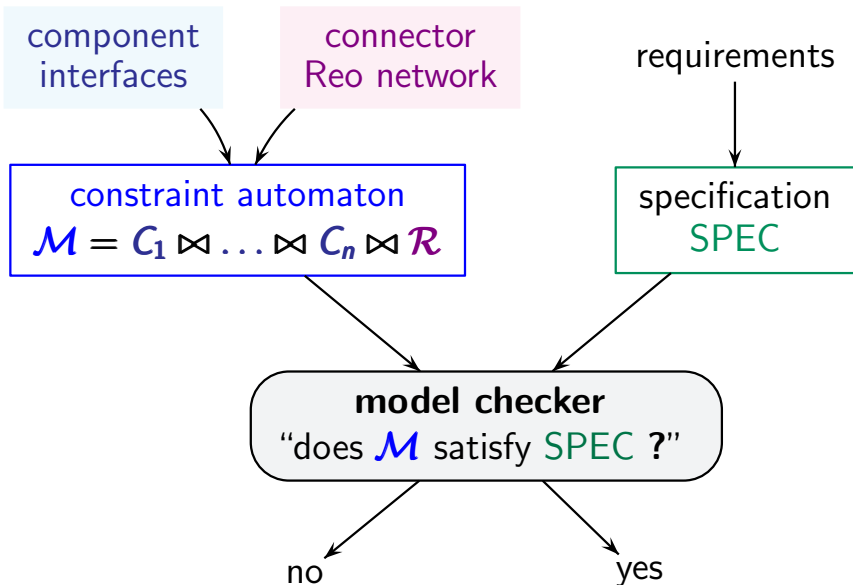 component
interfaces
connector
Reo network
requirements
constraint automaton
ℳ = C₁ ⋈ … ⋈ Cₙ ⋈ ℛ
specification
SPEC
model checker
“does ℳ satisfy SPEC ?”
no
yes